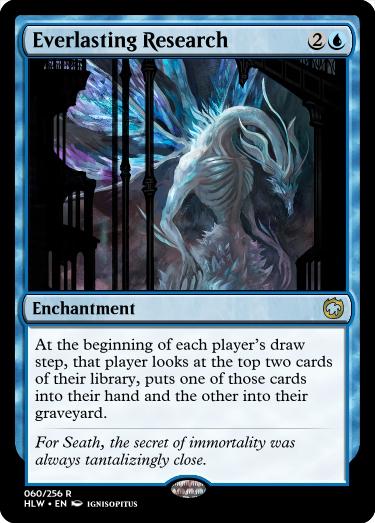 Everlasting Research 2
Enchantment
At the beginning of each player's draw
step, that player looks at the top two cards
of their library, puts one of those cards
into their hand and the other into their
graveyard.
For Seath, the secret of immortality was
always tantalizingly close.
060/256 R
HLW • EN IGNISOPITUS